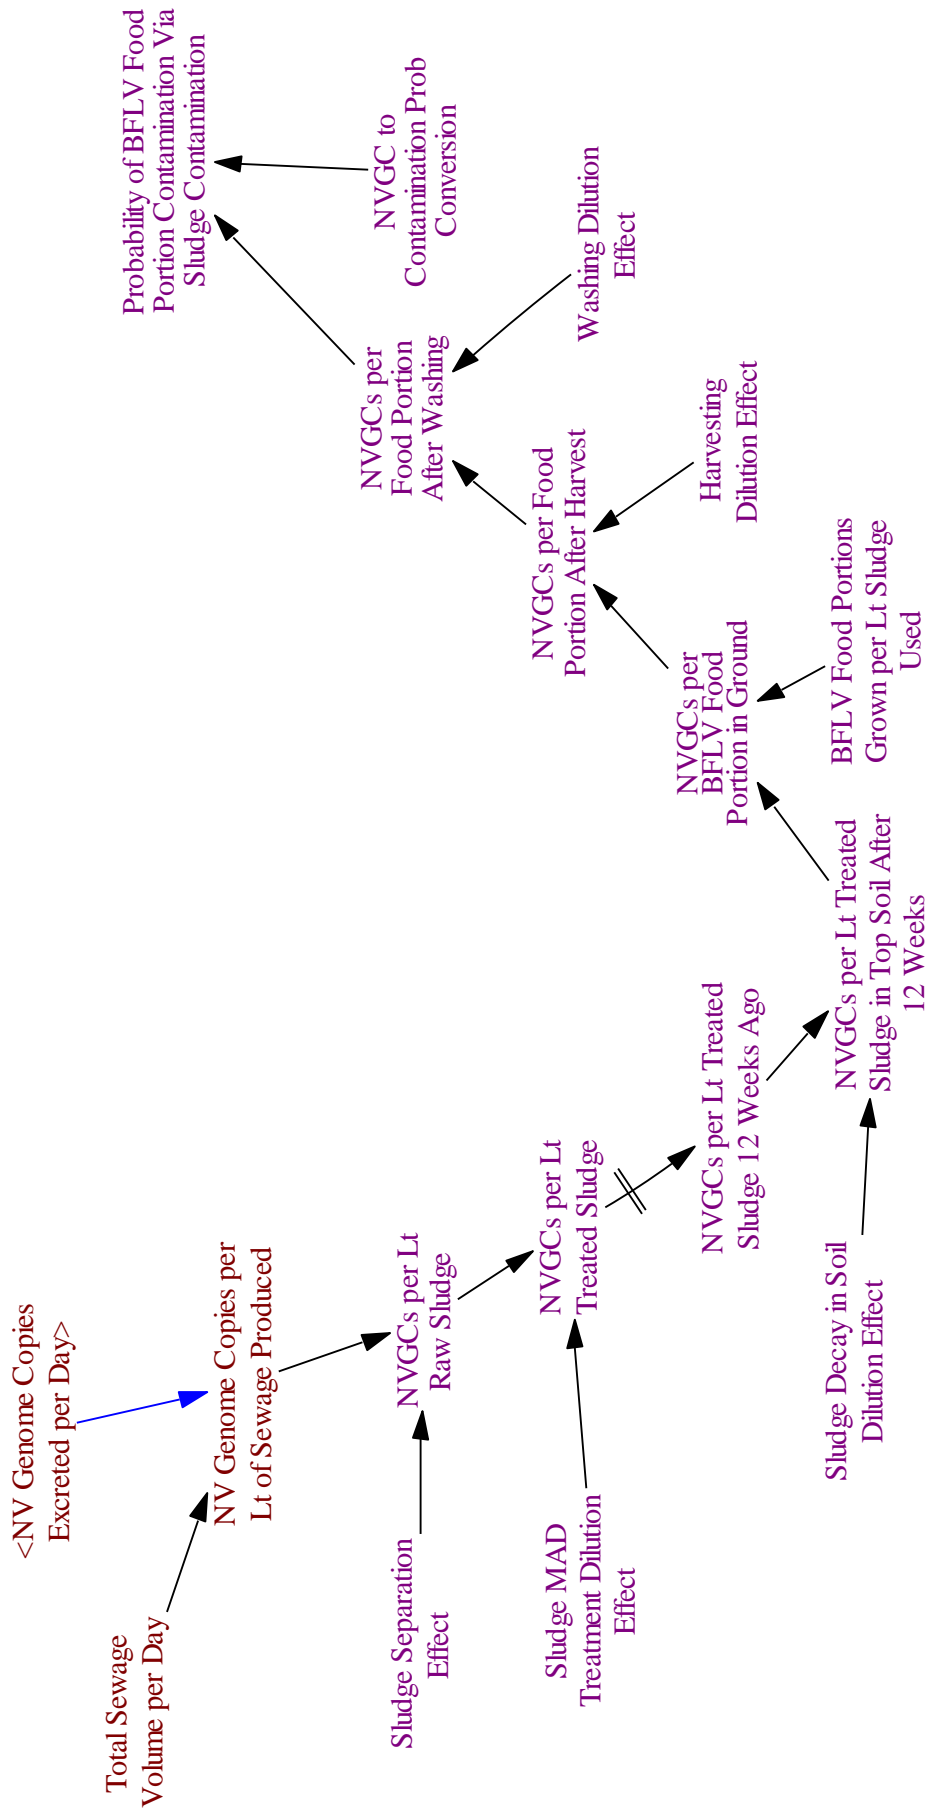 <NV Genome Copies
Excreted per Day>
Total Sewage
Volume per Day
NV Genome Copies per
Lt of Sewage Produced
Sludge Separation
Effect
NVGCs per Lt
Raw Sludge
Sludge MAD
Treatment Dilution
Effect
NVGCs per Lt
Treated Sludge
NVGCs per Lt Treated
Sludge 12 Weeks Ago
Sludge Decay in Soil
Dilution Effect
NVGCs per Lt Treated
Sludge in Top Soil After
12 Weeks
BFLV Food Portions
Grown per Lt Sludge
Used
NVGCs per
BFLV Food
Portion in Ground
Harvesting
Dilution Effect
NVGCs per Food
Portion After Harvest
Washing Dilution
Effect
NVGCs per
Food Portion
After Washing
NVGC to
Contamination Prob
Conversion
Probability of BFLV Food
Portion Contamination Via
Sludge Contamination